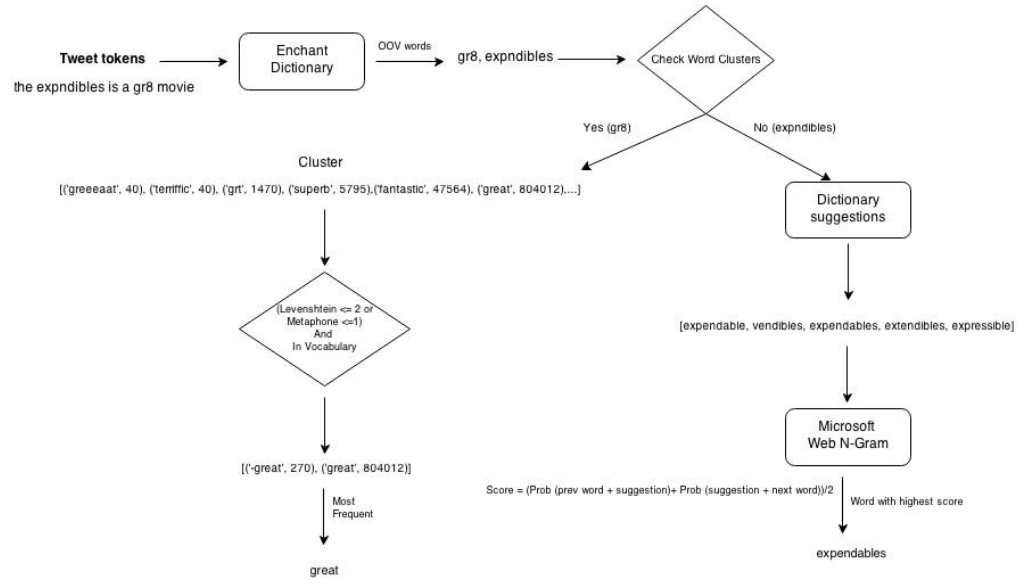 Tweet tokens
the expndibles is a gr8 movie
Enchant
Dictionary
OOV words
gr8, expndibles
Check Word Clusters
Yes (gr8)
No (expndibles)
Cluster
[('greeeaat', 40), ('terriffic', 40), ('grt', 1470), ('superb', 5795),('fantastic', 47564), ('great', 804012),...]
Dictionary
suggestions
(Levenshtein <= 2 or
Metaphone <=1)
And
In Vocabulary
[expendable, vendibles, expendables, extendibles, expressible]
Microsoft
Web N-Gram
[('-great', 270), ('great', 804012)]
Score = (Prob (prev word + suggestion)+ Prob (suggestion + next word))/2
Word with highest score
Most
Frequent
expendables
great